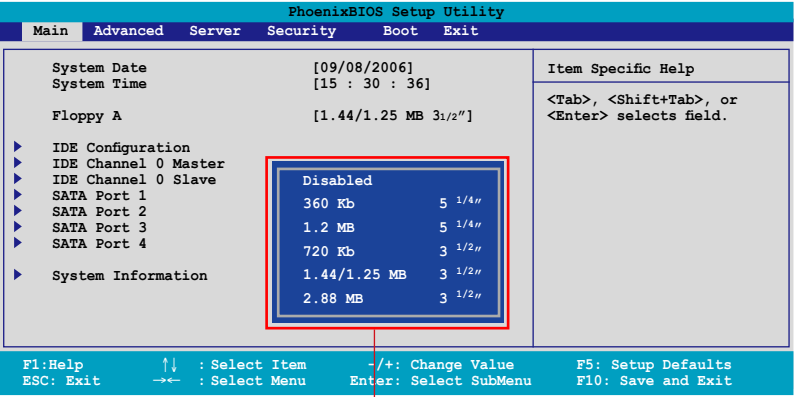 PhoenixBIOS Setup Utility
Main Advanced Server Security Boot Exit
System Date [09/08/2006]
System Time [15 : 30 : 36]
Floppy A [1.44/1.25 MB 31/2"]
IDE Configuration
IDE Channel 0 Master
IDE Channel 0 Slave
SATA Port 1
SATA Port 2
SATA Port 3
SATA Port 4
System Information
Disabled
360 Kb 5 1/4"
1.2 MB 5 1/4"
720 Kb 3 1/2"
1.44/1.25 MB 3 1/2"
2.88 MB 3 1/2"
Item Specific Help
<Tab>, <Shift+Tab>, or
<Enter> selects field.
F1:Help ↑↓ : Select Item -/+: Change Value F5: Setup Defaults
ESC: Exit →← : Select Menu Enter: Select SubMenu F10: Save and Exit